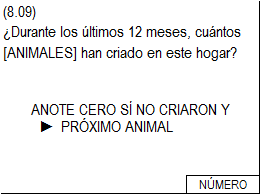 (8.09)
¿Durante los últimos 12 meses, cuántos
[ANIMALES] han criado en este hogar?
ANOTE CERO SÍ NO CRIARON Y
► PRÓXIMO ANIMAL
NÚMERO